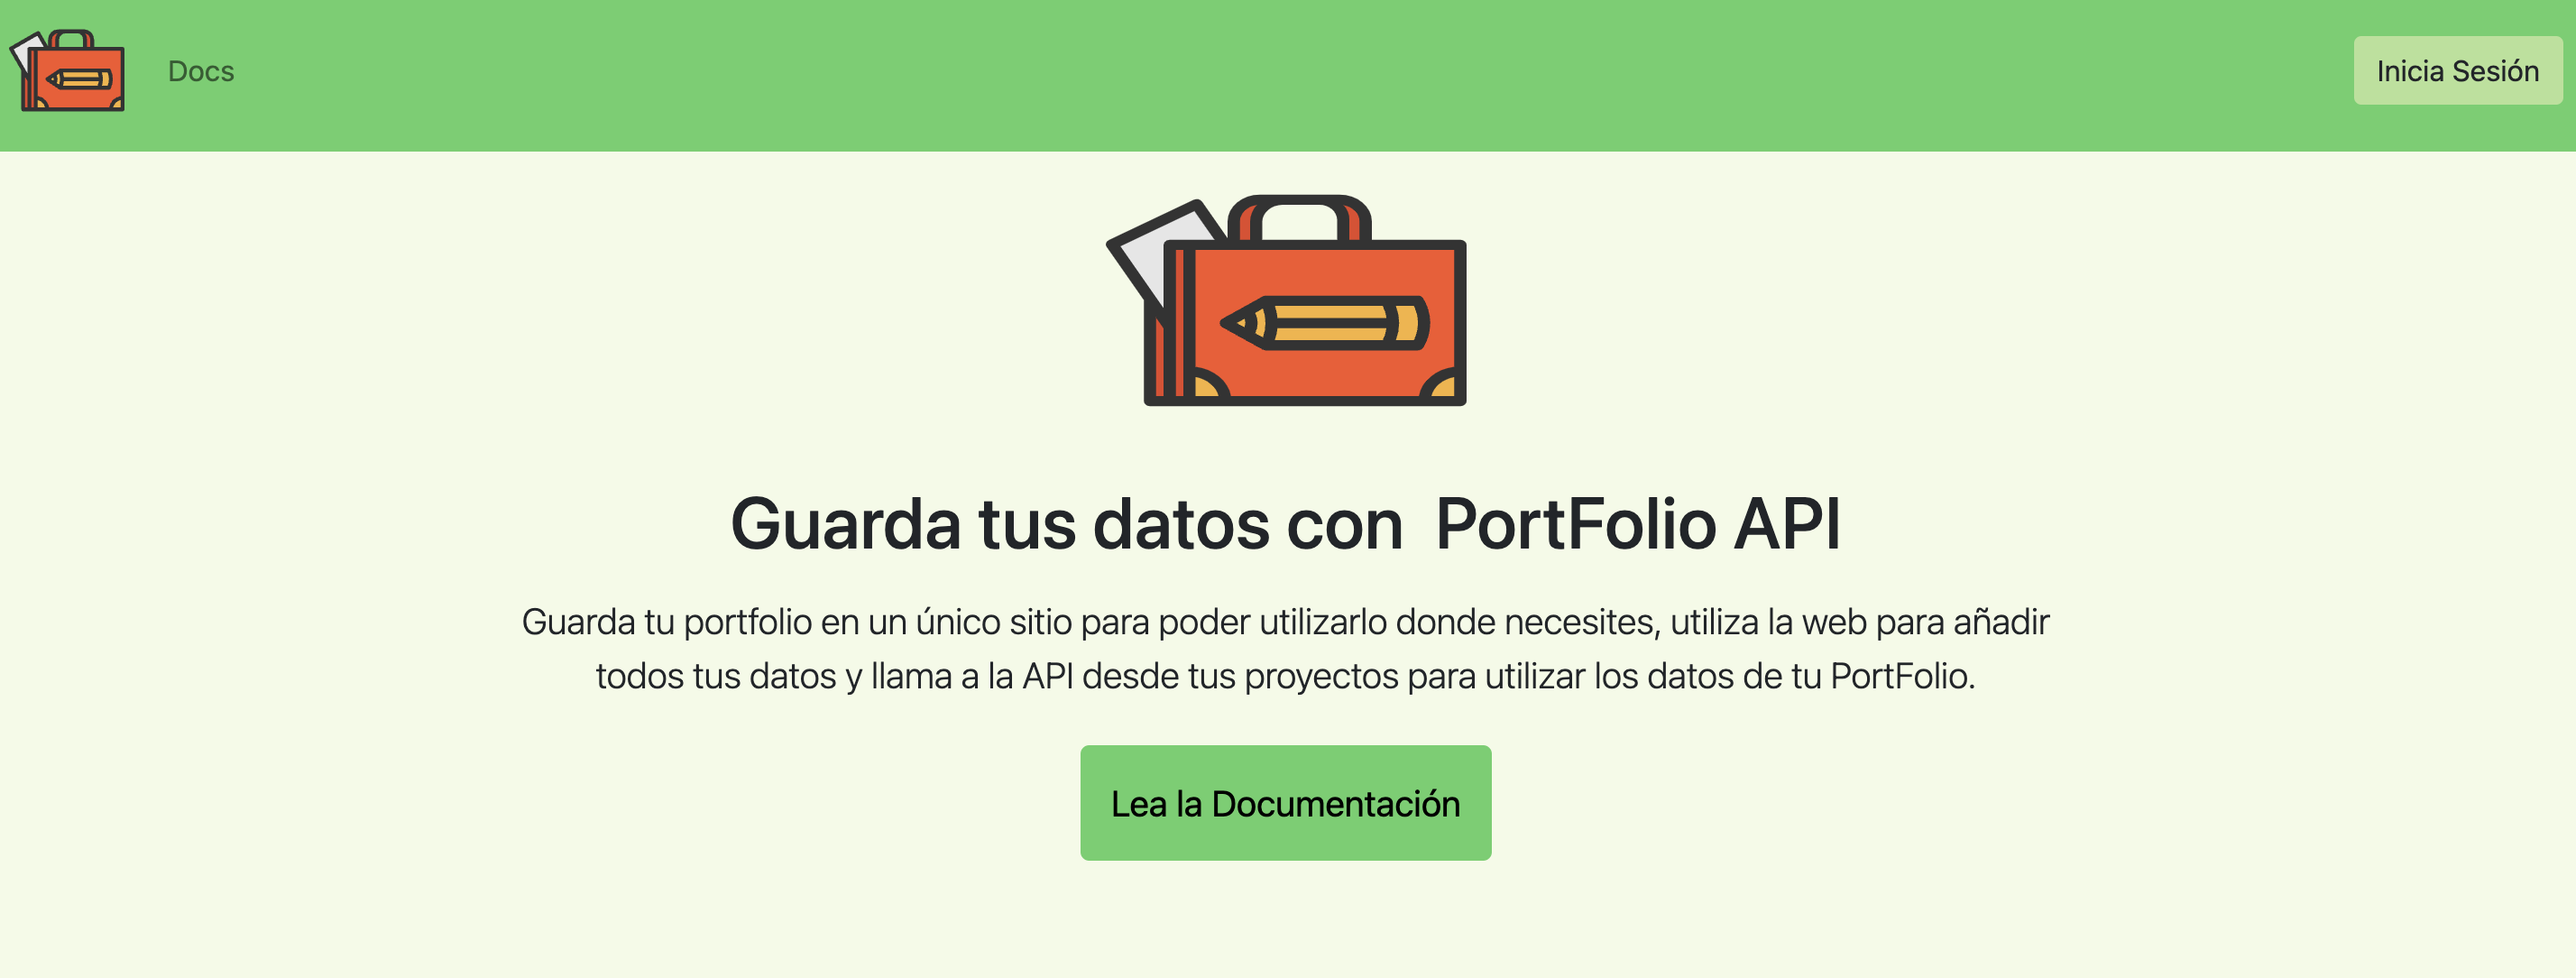 Docs
Inicia Sesión
Guarda tus datos con  PortFolio API
Guarda tu portfolio en un único sitio para poder utilizarlo donde necesites, utiliza la web para añadir
todos tus datos y llama a la API desde tus proyectos para utilizar los datos de tu PortFolio.
Lea la Documentación